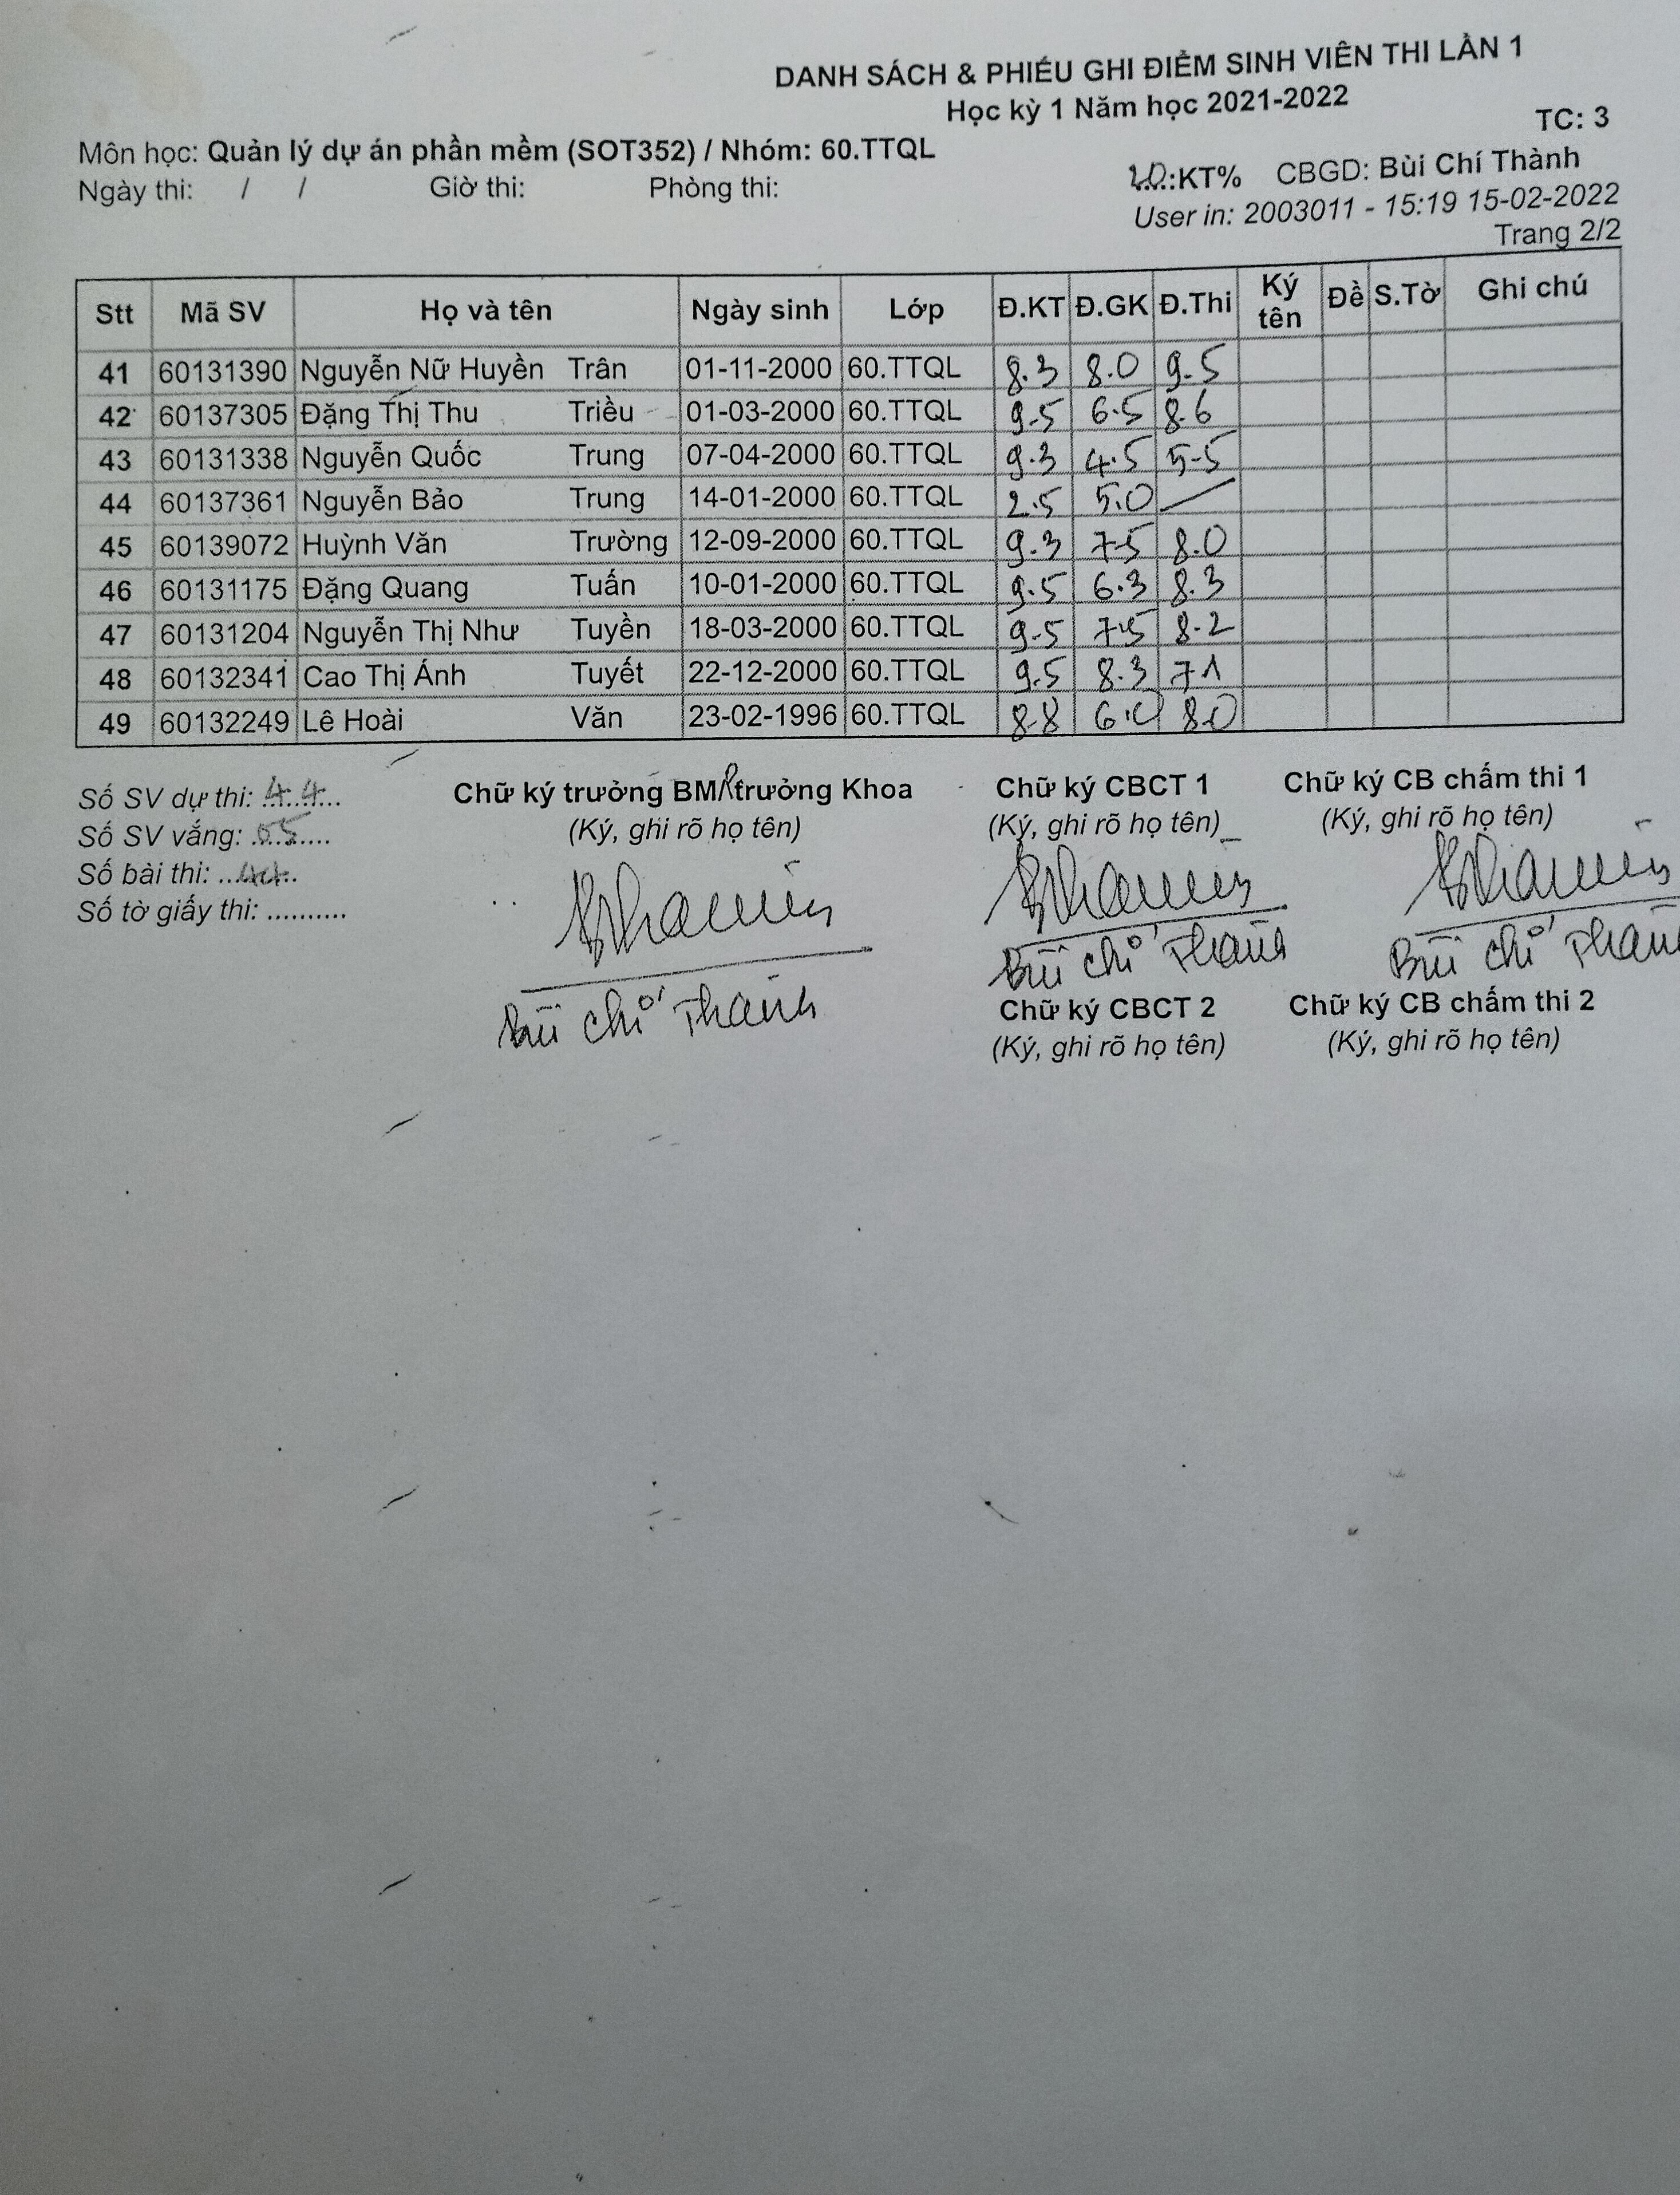 DANH SÁCH & PHIẾU GHI ĐIỂM SINH VIÊN THI LẦN 1
Học kỳ 1 Năm học 2021-2022
TC: 3
Môn học: Quản lý dự án phần mềm (SOT352) / Nhóm: 60.TTQL
:KT% CBGD: Bùi Chí Thành
Ngày thi: / / Giờ thi: Phòng thi:
User in: 2003011 - 15:19 15-02-2022
Trang 2/2
Stt Mã SV Họ và tên Ngày sinh Lớp Đ.KT Đ.GK Đ.Thi Ký tên Đề S.Tờ Ghi chú
41 60131390 Nguyễn Nữ Huyền Trân 01-11-2000 60.TTQL 8.3 8.0 9.5
42 60137305 Đặng Thị Thu Triều 01-03-2000 60.TTQL 9.5 6.5 8.6
43 60131338 Nguyễn Quốc Trung 07-04-2000 60.TTQL 9.3 4.5 5.5
44 60137361 Nguyễn Bảo Trung 14-01-2000 60.TTQL 2.5 5.0 —
45 60139072 Huỳnh Văn Trường 12-09-2000 60.TTQL 9.3 7.5 8.0
46 60131175 Đặng Quang Tuấn 10-01-2000 60.TTQL 9.5 6.3 8.3
47 60131204 Nguyễn Thị Như Tuyền 18-03-2000 60.TTQL 9.5 7.5 8.2
48 60132341 Cao Thị Ánh Tuyết 22-12-2000 60.TTQL 9.5 8.3 7.1
49 60132249 Lê Hoài Văn 23-02-1996 60.TTQL 8.8 6.0 8.0
Số SV dự thi: 44 Chữ ký trưởng BM/trưởng Khoa Chữ ký CBCT 1 Chữ ký CB chấm thi 1
Số SV vắng: 05 (Ký, ghi rõ họ tên) (Ký, ghi rõ họ tên) (Ký, ghi rõ họ tên)
Số bài thi: 44
Số tờ giấy thi: ..........
Bùi Chí Thành Bùi Chí Thành Bùi Chí Thành
Chữ ký CBCT 2 Chữ ký CB chấm thi 2
(Ký, ghi rõ họ tên) (Ký, ghi rõ họ tên)